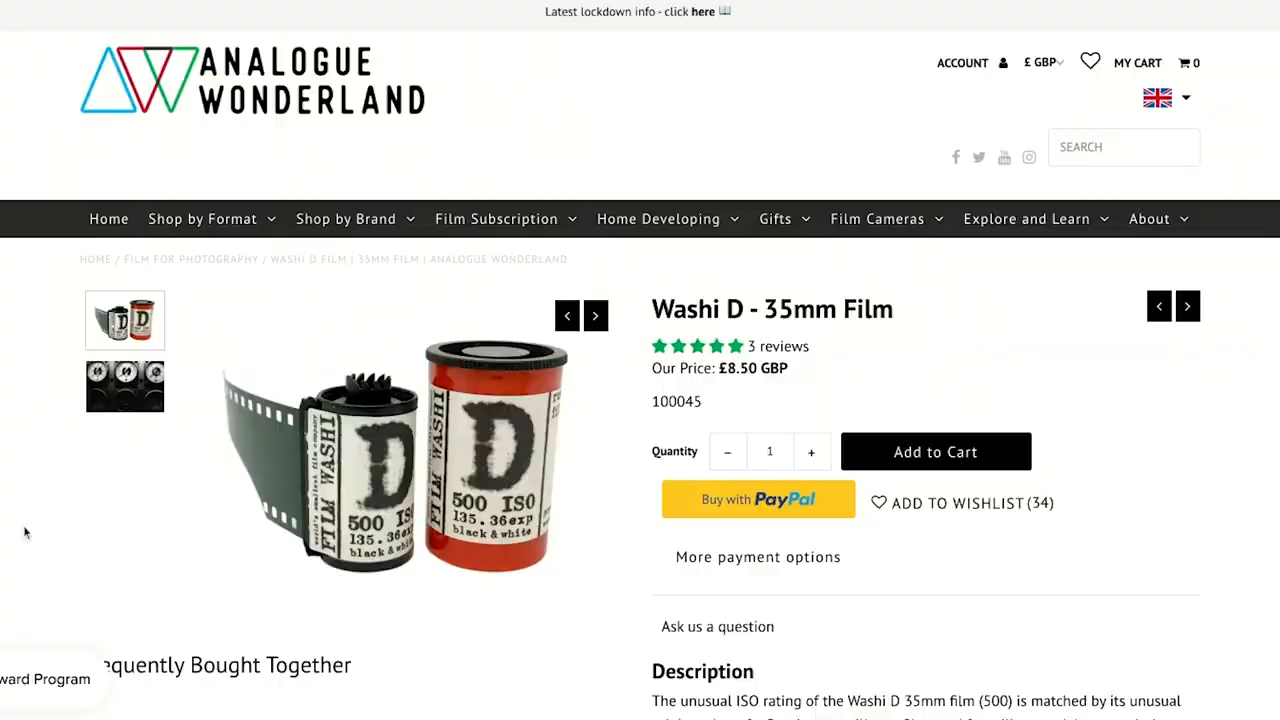 Latest lockdown info - click here
ANALOGUE
WONDERLAND
ACCOUNT
£ GBP
MY CART
0
SEARCH
Home
Shop by Format
Shop by Brand
Film Subscription
Home Developing
Gifts
Film Cameras
Explore and Learn
About
HOME / FILM FOR PHOTOGRAPHY / WASHI D FILM | 35MM FILM | ANALOGUE WONDERLAND
world's smallest film company
FILM WASHI
D
500 ISO
135.36exp
black & whi
FILM WASHI
D
500 ISO
135.36exp
black & white
Washi D - 35mm Film
3 reviews
Our Price: £8.50 GBP
100045
Quantity
-
1
+
Add to Cart
Buy with PayPal
ADD TO WISHLIST (34)
More payment options
Ask us a question
equently Bought Together
ward Program
Description
The unusual ISO rating of the Washi D 35mm film (500) is matched by its unusual